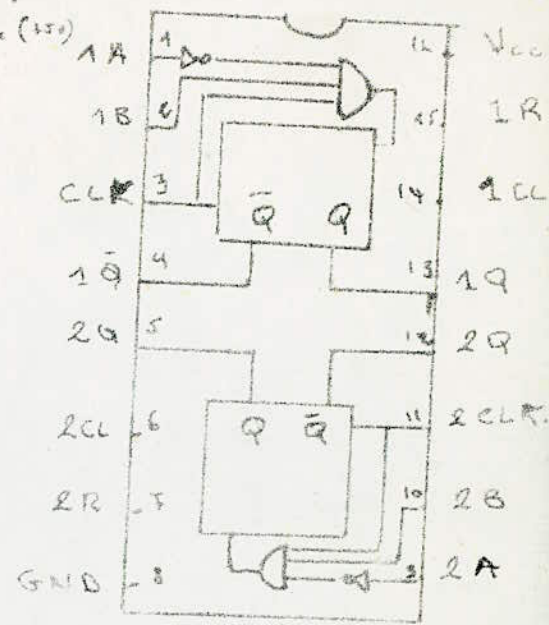 1A 1 16 Vcc
1B 2 15 1R
CLK 3 14 1CL
Q̄ Q
1Q̄ 4 13 1Q
2Q 5 12 2Q
Q Q̄ 11 2CLK
2CL 6
10 2B
2R 7
GND 8 9 2A